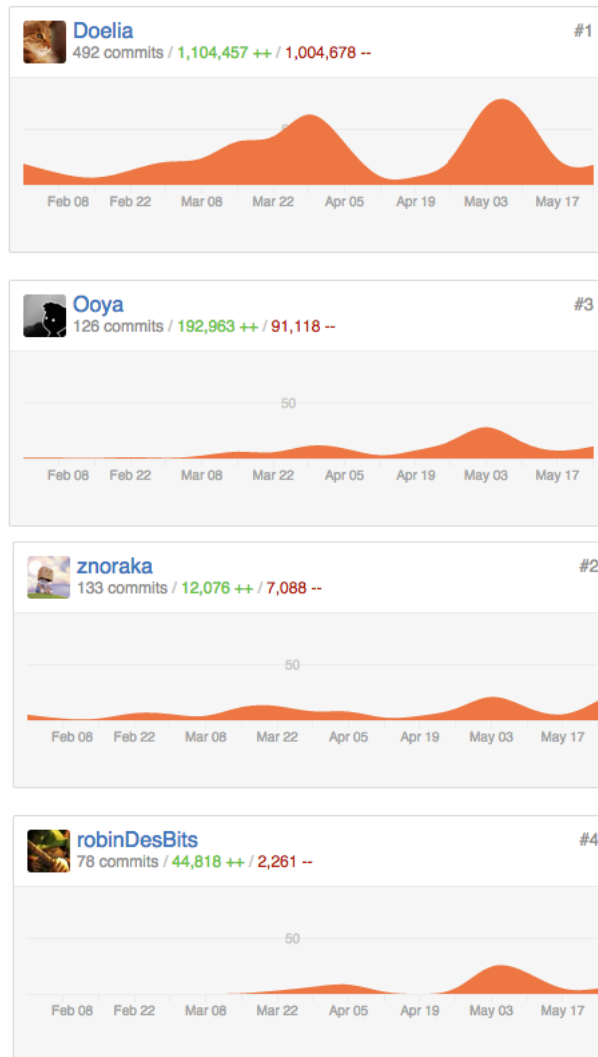 Doelia #1
492 commits / 1,104,457 ++ / 1,004,678 --
Feb 08 Feb 22 Mar 08 Mar 22 Apr 05 Apr 19 May 03 May 17
Ooya #3
126 commits / 192,963 ++ / 91,118 --
50
Feb 08 Feb 22 Mar 08 Mar 22 Apr 05 Apr 19 May 03 May 17
znoraka #2
133 commits / 12,076 ++ / 7,088 --
50
Feb 08 Feb 22 Mar 08 Mar 22 Apr 05 Apr 19 May 03 May 17
robinDesBits #4
78 commits / 44,818 ++ / 2,261 --
50
Feb 08 Feb 22 Mar 08 Mar 22 Apr 05 Apr 19 May 03 May 17